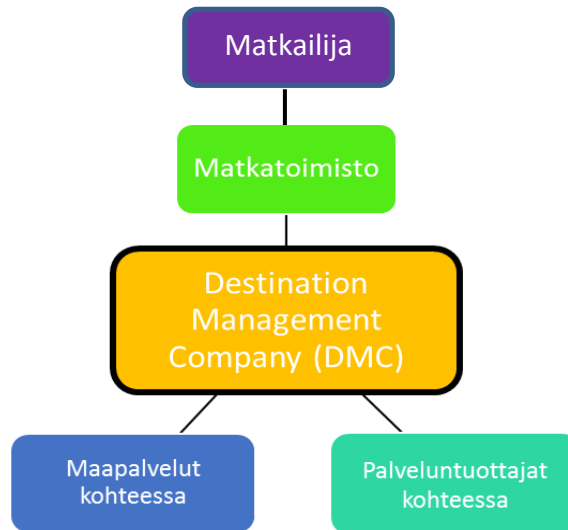 Matkailija
Matkatoimisto
Destination
Management
Company (DMC)
Maapalvelut
kohteessa
Palveluntuottajat
kohteessa